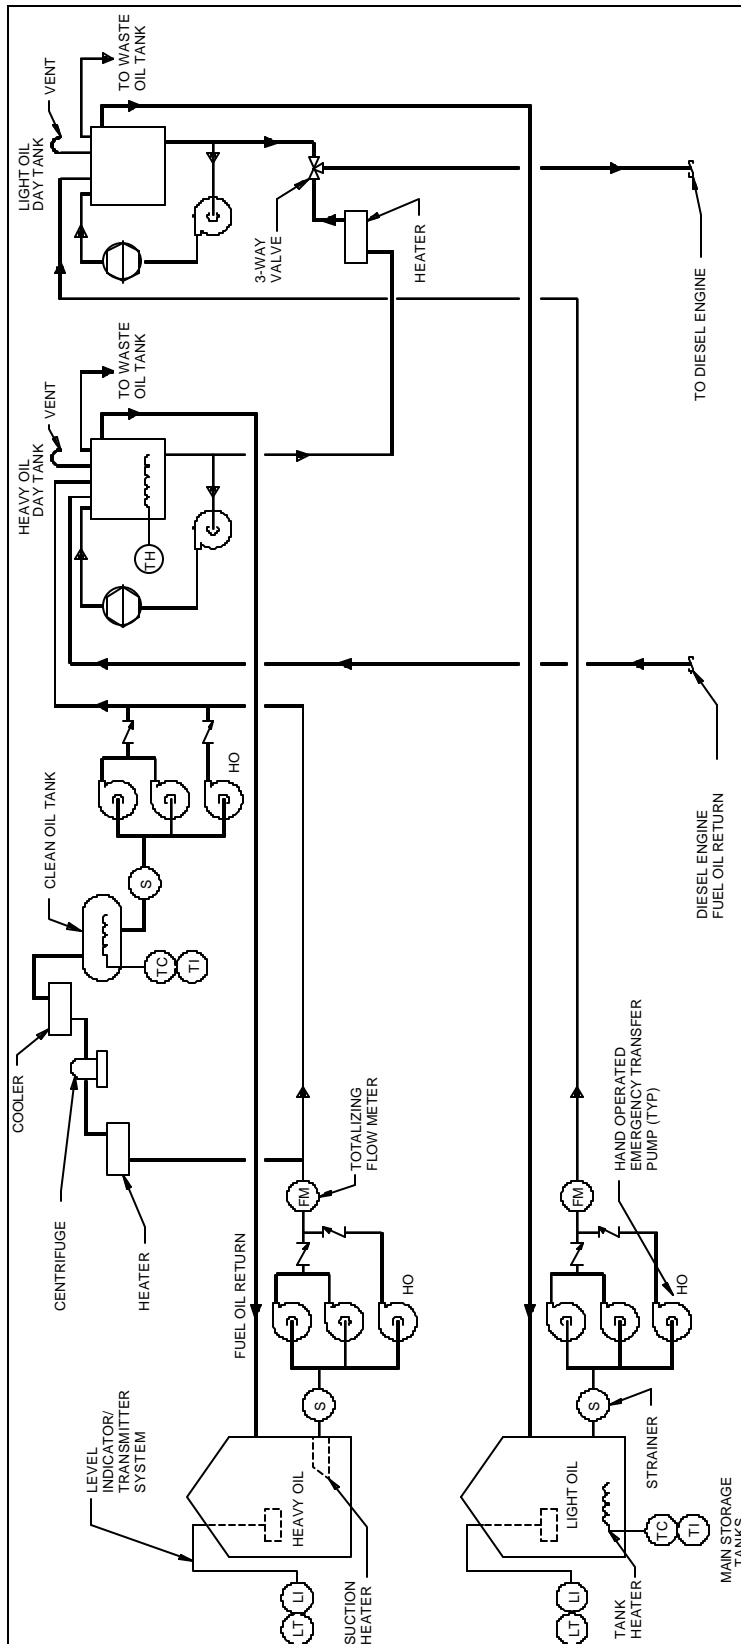 LIGHT OIL
DAY TANK
VENT
TO WASTE
OIL TANK
3-WAY
VALVE
HEATER
TO DIESEL ENGINE
HEAVY OIL
DAY TANK
VENT
TO WASTE
OIL TANK
TH
DIESEL ENGINE
FUEL OIL RETURN
HO
CLEAN OIL TANK
S
TC
TI
COOLER
CENTRIFUGE
HEATER
TOTALIZING
FLOW METER
FM
FUEL OIL RETURN
HO
S
HAND OPERATED
EMERGENCY TRANSFER
PUMP (TYP)
FM
HO
S
STRAINER
LEVEL
INDICATOR/
TRANSMITTER
SYSTEM
HEAVY OIL
LT
LI
SUCTION
HEATER
LIGHT OIL
LT
LI
TANK
HEATER
TC
TI
MAIN STORAGE
TANKS